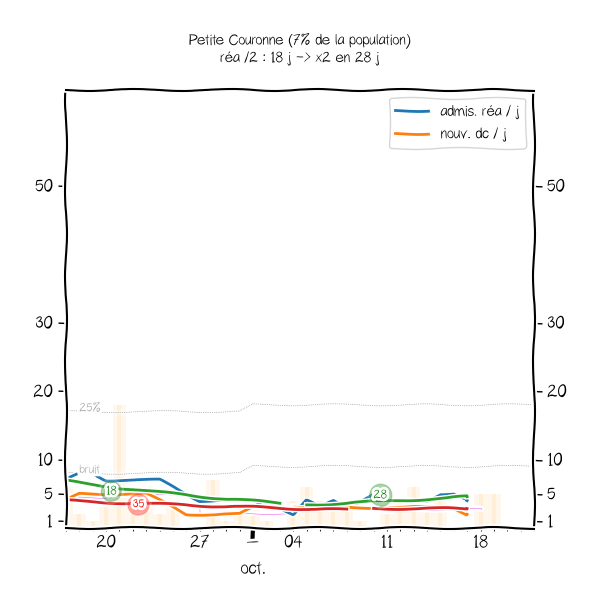 Petite Couronne (7% de la population)
réa /2 : 18 j -> x2 en 28 j
admis. réa / j
nouv. dc / j
50 50
30 30
20 20
25%
10 10
bruit
18 28
5 5
35
1 1
20 27 1 04 11 18
oct.